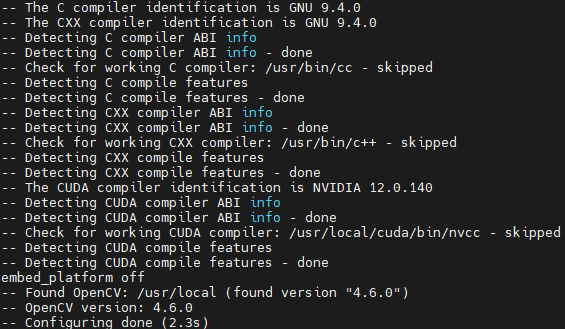 -- The C compiler identification is GNU 9.4.0
-- The CXX compiler identification is GNU 9.4.0
-- Detecting C compiler ABI info
-- Detecting C compiler ABI info - done
-- Check for working C compiler: /usr/bin/cc - skipped
-- Detecting C compile features
-- Detecting C compile features - done
-- Detecting CXX compiler ABI info
-- Detecting CXX compiler ABI info - done
-- Check for working CXX compiler: /usr/bin/c++ - skipped
-- Detecting CXX compile features
-- Detecting CXX compile features - done
-- The CUDA compiler identification is NVIDIA 12.0.140
-- Detecting CUDA compiler ABI info
-- Detecting CUDA compiler ABI info - done
-- Check for working CUDA compiler: /usr/local/cuda/bin/nvcc - skipped
-- Detecting CUDA compile features
-- Detecting CUDA compile features - done
embed_platform off
-- Found OpenCV: /usr/local (found version "4.6.0")
-- OpenCV version: 4.6.0
-- Configuring done (2.3s)